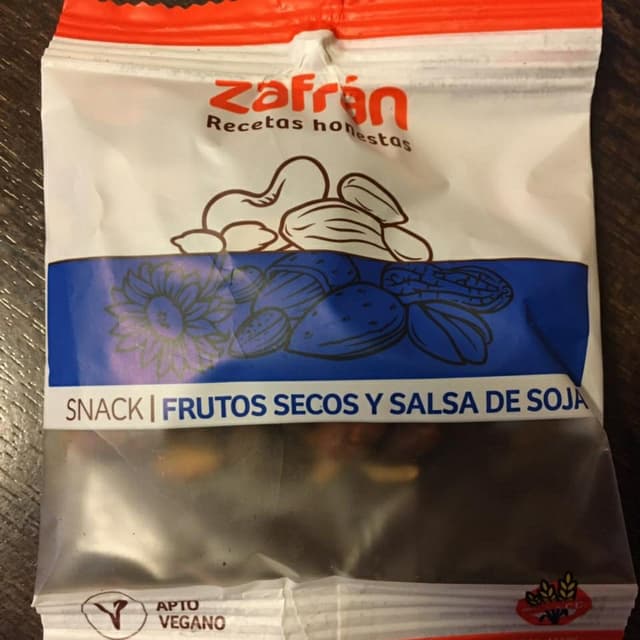 zafrán
Recetas honestas
SNACK | FRUTOS SECOS Y SALSA DE SOJA
APTO
VEGANO